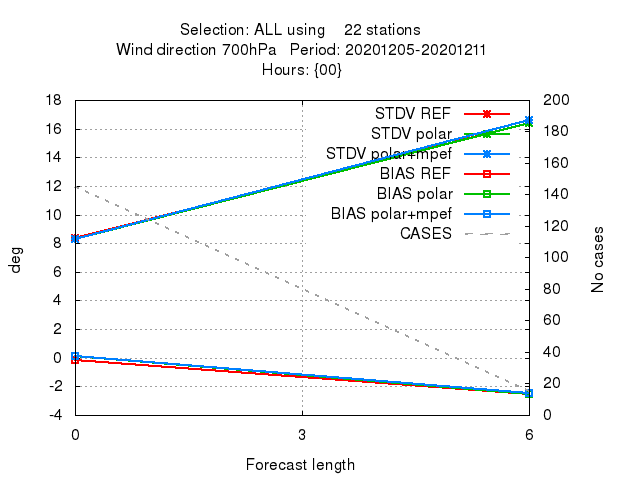 Selection: ALL using    22 stations
Wind direction 700hPa   Period: 20201205-20201211
Hours: {00}
18 200
16 180
14 160
12 140
10 120
8 100
6 80
4 60
2 40
0 20
-2 0
-4
STDV REF
STDV polar
STDV polar+mpef
BIAS REF
BIAS polar
BIAS polar+mpef
CASES
deg
No cases
0 3 6
Forecast length